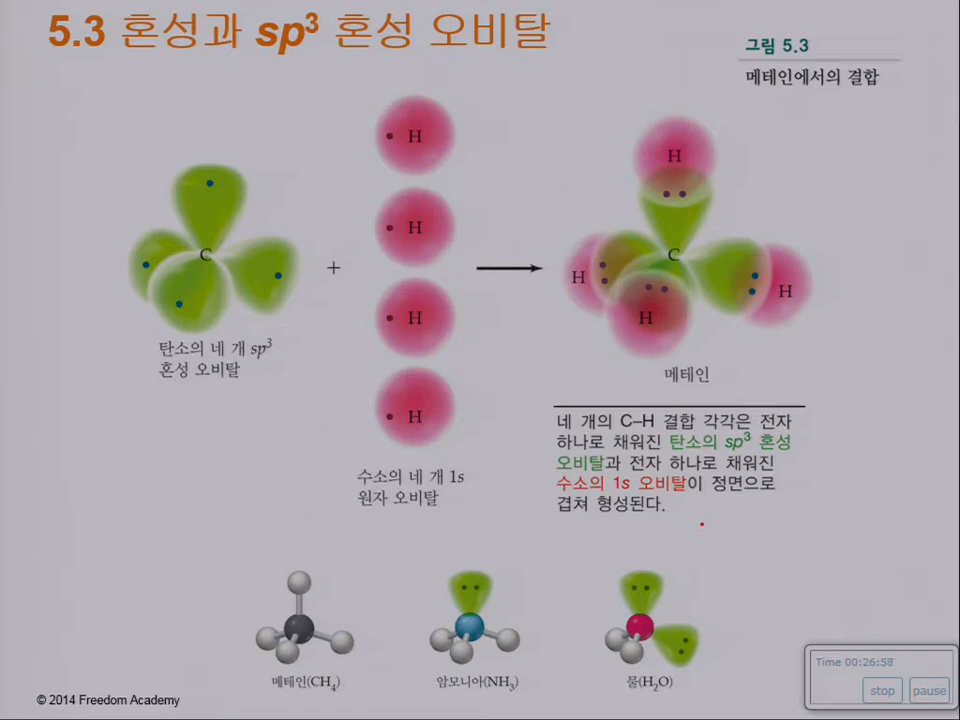 5.3 혼성과 sp³ 혼성 오비탈
그림 5.3
메테인에서의 결합
C
탄소의 네 개 sp³
혼성 오비탈
+
H
H
H
H
수소의 네 개 1s
원자 오비탈
H
C
H
H
H
메테인
네 개의 C–H 결합 각각은 전자
하나로 채워진 탄소의 sp³ 혼성
오비탈과 전자 하나로 채워진
수소의 1s 오비탈이 정면으로
겹쳐 형성된다.
메테인(CH₄)
암모니아(NH₃)
물(H₂O)
© 2014 Freedom Academy
Time 00:26:58
stop
pause